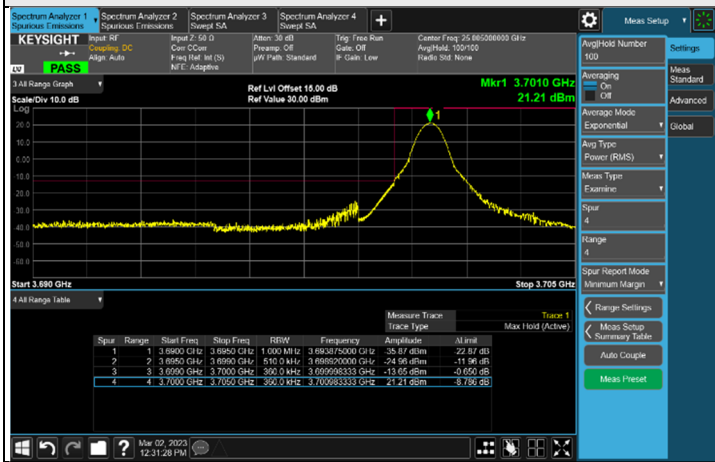 Spectrum Analyzer 1
Spurious Emissions
Spectrum Analyzer 2
Spurious Emissions
Spectrum Analyzer 3
Swept SA
Spectrum Analyzer 4
Swept SA
Meas Setup
KEYSIGHT
PASS
Input: RF
Coupling: DC
Align: Auto
Input Z: 50 Ω
Corr CCorr
Freq Ref: Int (S)
NFE: Adaptive
Atten: 30 dB
Preamp: Off
µW Path: Standard
Trig: Free Run
Gate: Off
IF Gain: Low
Center Freq: 25.005000000 GHz
Avg|Hold: 100/100
Radio Std: None
3 All Range Graph
Scale/Div 10.0 dB
Ref Lvl Offset 15.00 dB
Ref Value 30.00 dBm
Mkr1 3.7010 GHz
21.21 dBm
Log
20.0
10.0
0.00
10.0
20.0
30.0
40.0
50.0
60.0
1
Start 3.690 GHz
Stop 3.705 GHz
4 All Range Table
Measure Trace Trace 1
Trace Type Max Hold (Active)
Spur Range Start Freq Stop Freq RBW Frequency Amplitude ΔLimit
1 1 3.6900 GHz 3.6950 GHz 1.000 MHz 3.693875000 GHz -35.87 dBm -22.87 dB
2 2 3.6950 GHz 3.6990 GHz 510.0 kHz 3.698920000 GHz -24.96 dBm -11.96 dB
3 3 3.6990 GHz 3.7000 GHz 360.0 kHz 3.699998333 GHz -13.65 dBm -0.650 dB
4 4 3.7000 GHz 3.7050 GHz 360.0 kHz 3.700983333 GHz 21.21 dBm -8.786 dB
Avg|Hold Number
100
Averaging
On
Off
Average Mode
Exponential
Avg Type
Power (RMS)
Meas Type
Examine
Spur
4
Range
4
Spur Report Mode
Minimum Margin
Range Settings
Meas Setup
Summary Table
Auto Couple
Meas Preset
Settings
Meas
Standard
Advanced
Global
Mar 02, 2023
12:31:28 PM